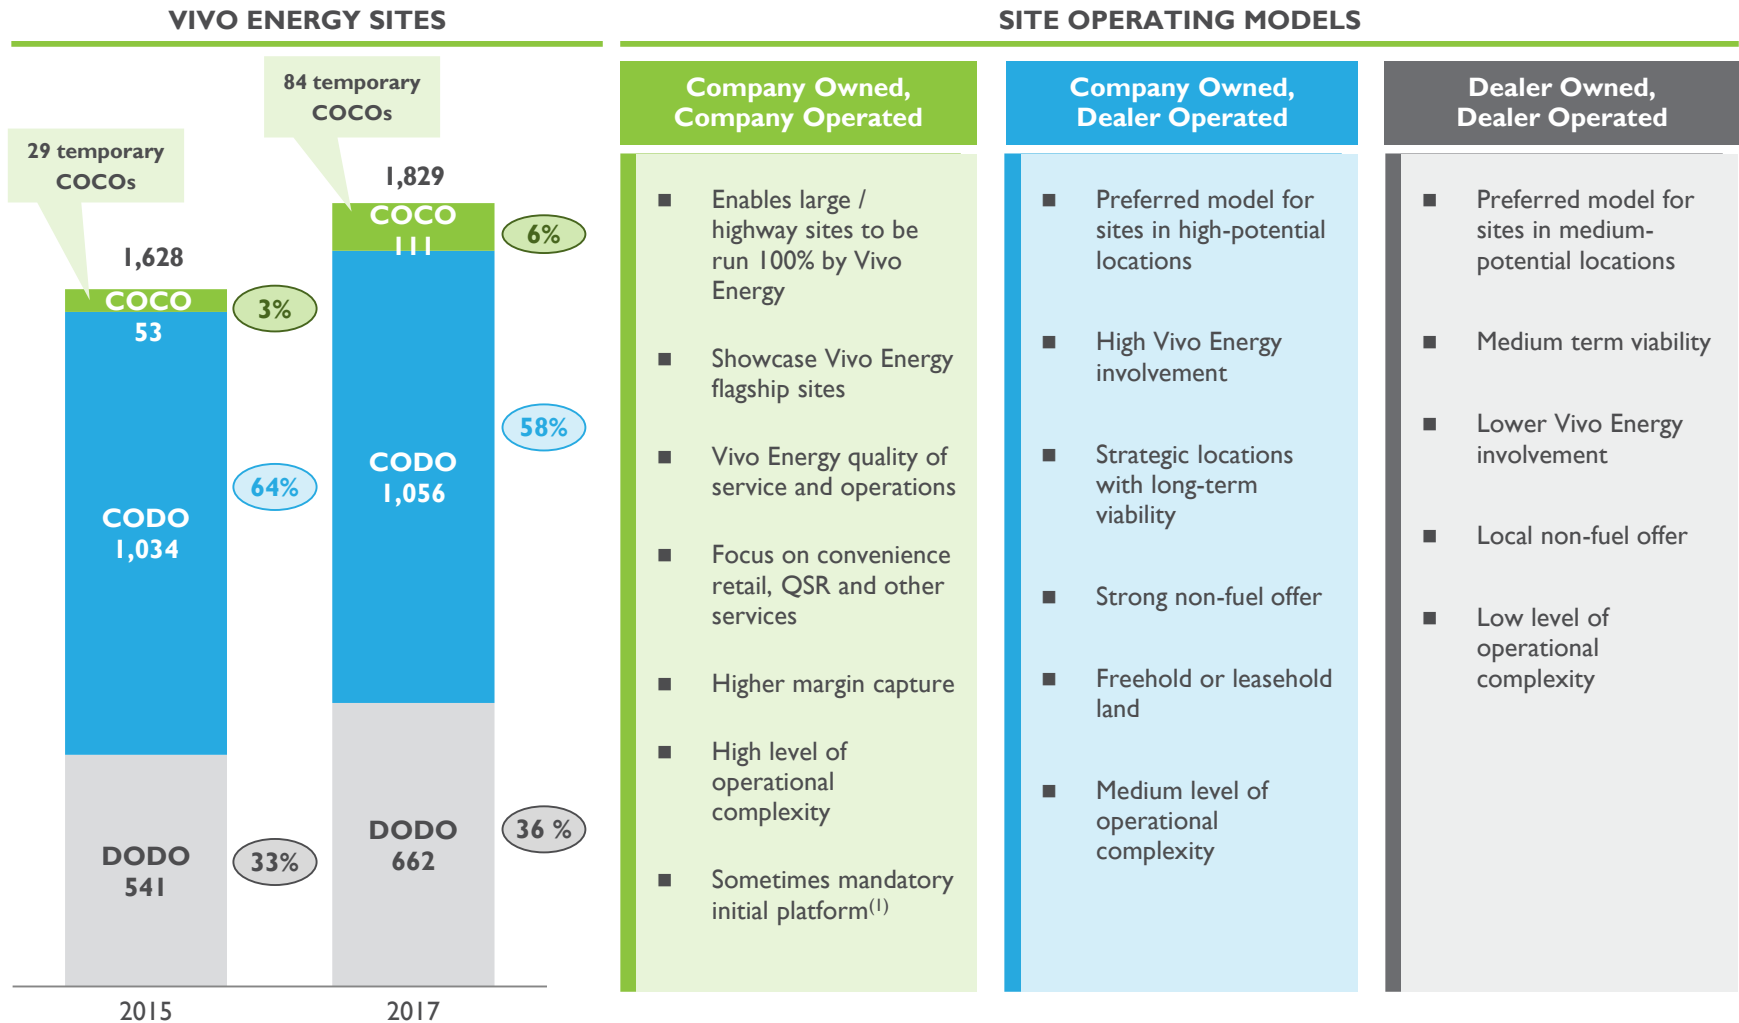 VIVO ENERGY SITES
84 temporary
COCOs
29 temporary
COCOs
1,829
COCO
111
6%
1,628
COCO
53
3%
58%
CODO
1,056
64%
CODO
1,034
DODO
662
36 %
DODO
541
33%
2015
2017
SITE OPERATING MODELS
Company Owned,
Company Operated
■ Enables large /
highway sites to be
run 100% by Vivo
Energy
■ Showcase Vivo Energy
flagship sites
■ Vivo Energy quality of
service and operations
■ Focus on convenience
retail, QSR and other
services
■ Higher margin capture
■ High level of
operational
complexity
■ Sometimes mandatory
initial platform(1)
Company Owned,
Dealer Operated
■ Preferred model for
sites in high-potential
locations
■ High Vivo Energy
involvement
■ Strategic locations
with long-term
viability
■ Strong non-fuel offer
■ Freehold or leasehold
land
■ Medium level of
operational
complexity
Dealer Owned,
Dealer Operated
■ Preferred model for
sites in medium-
potential locations
■ Medium term viability
■ Lower Vivo Energy
involvement
■ Local non-fuel offer
■ Low level of
operational
complexity